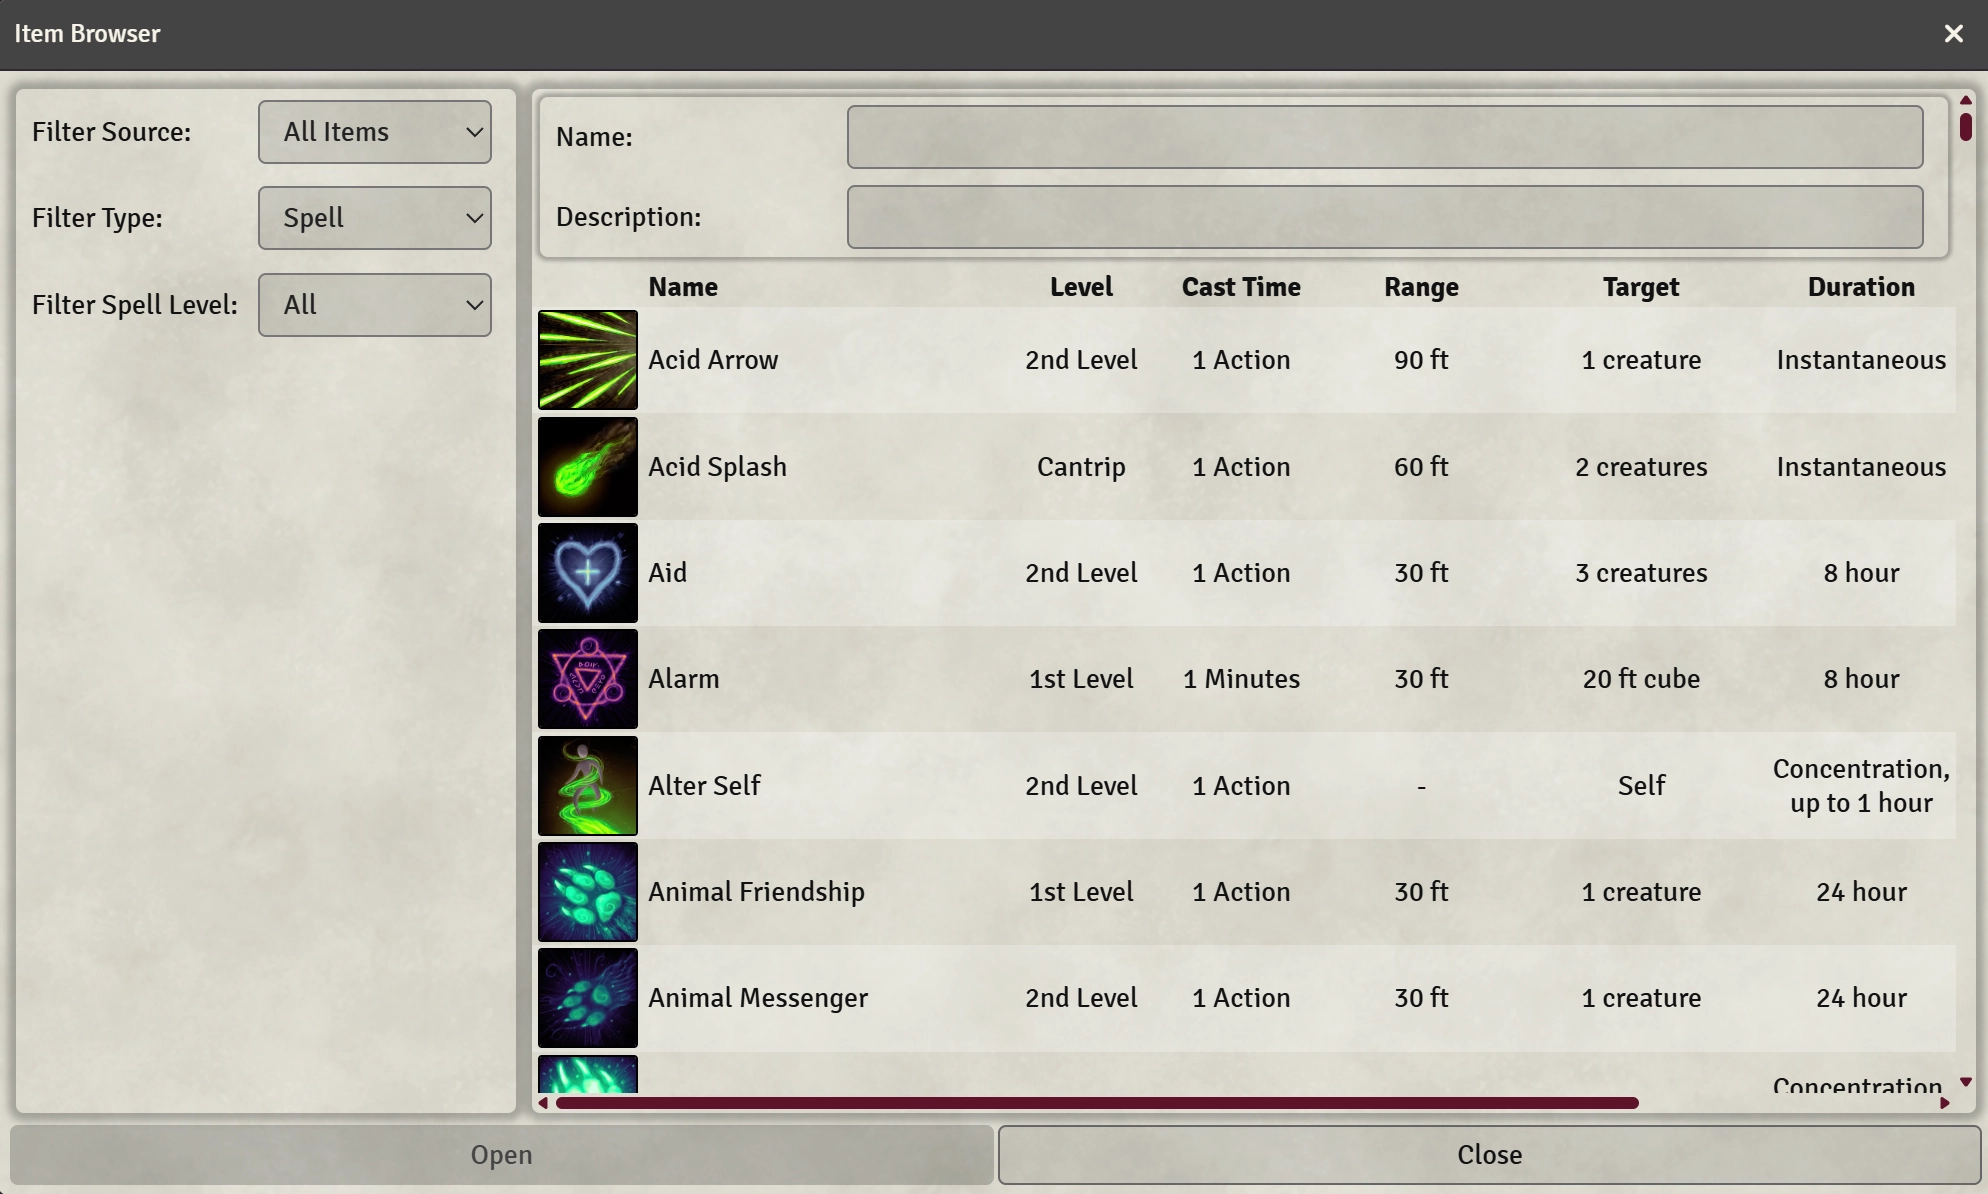 Item Browser
Filter Source: All Items
Filter Type: Spell
Filter Spell Level: All
Name:
Description:
Name Level Cast Time Range Target Duration
Acid Arrow 2nd Level 1 Action 90 ft 1 creature Instantaneous
Acid Splash Cantrip 1 Action 60 ft 2 creatures Instantaneous
Aid 2nd Level 1 Action 30 ft 3 creatures 8 hour
Alarm 1st Level 1 Minutes 30 ft 20 ft cube 8 hour
Alter Self 2nd Level 1 Action - Self Concentration,
up to 1 hour
Animal Friendship 1st Level 1 Action 30 ft 1 creature 24 hour
Animal Messenger 2nd Level 1 Action 30 ft 1 creature 24 hour
Concentration
Open Close